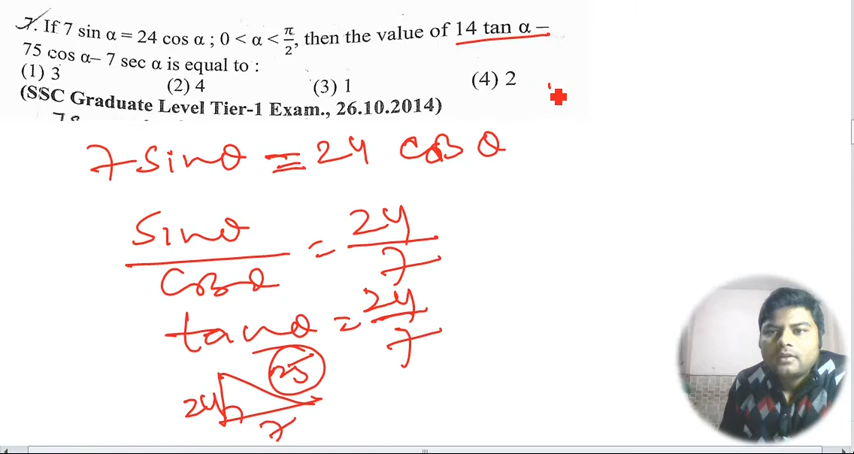 7. If 7 sin α = 24 cos α ; 0 < α < π/2, then the value of 14 tan α –
75 cos α– 7 sec α is equal to :
(1) 3 (2) 4 (3) 1 (4) 2
(SSC Graduate Level Tier-1 Exam., 26.10.2014)
7 sinθ = 24 cosθ
sinθ/cosθ = 24/7
tanθ = 24/7
25
24
7